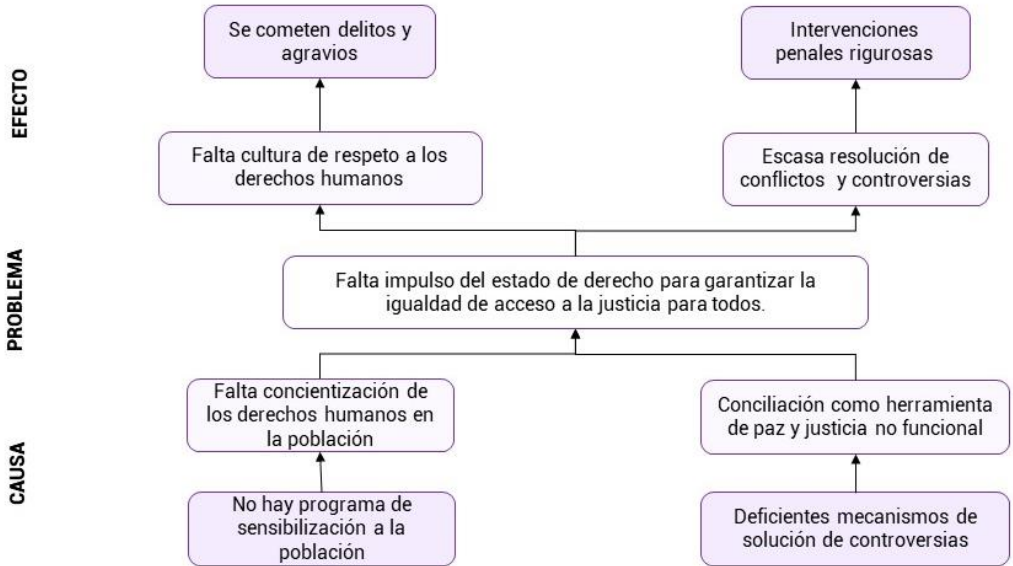 EFECTO
Se cometen delitos y
agravios
Intervenciones
penales rigurosas
Falta cultura de respeto a los
derechos humanos
Escasa resolución de
conflictos y controversias
PROBLEMA
Falta impulso del estado de derecho para garantizar la
igualdad de acceso a la justicia para todos.
CAUSA
Falta concientización de
los derechos humanos en
la población
Conciliación como herramienta
de paz y justicia no funcional
No hay programa de
sensibilización a la
población
Deficientes mecanismos de
solución de controversias